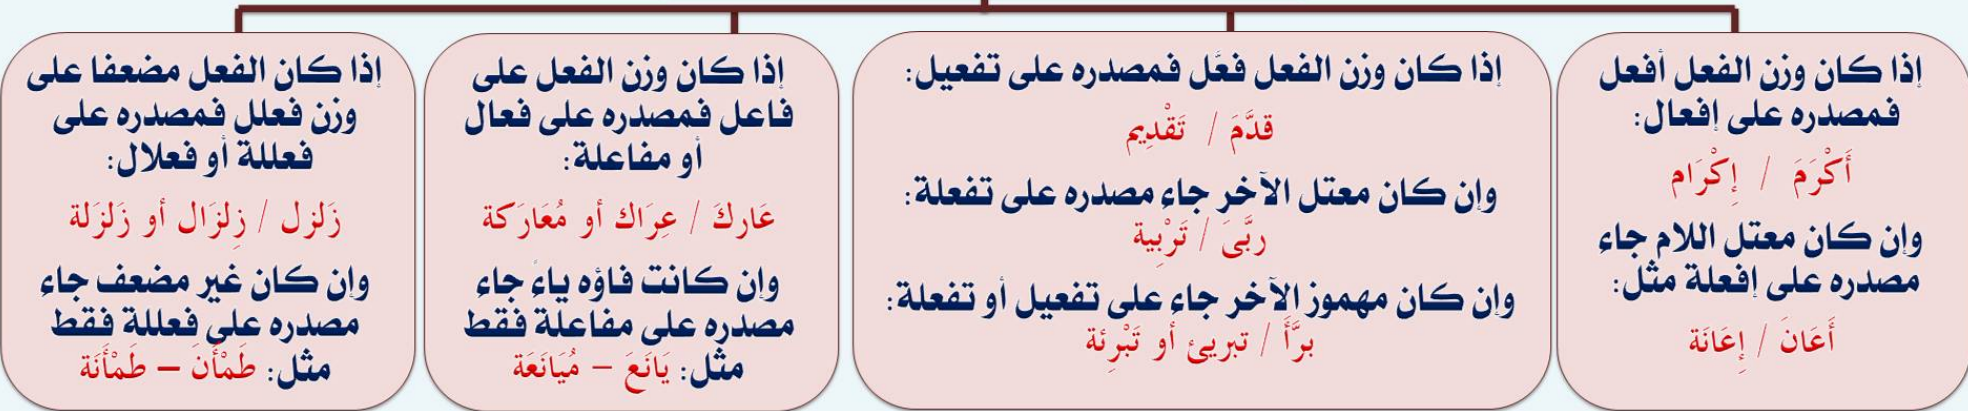 إذا كان وزن الفعل أفعل
فمصدره على إفعال:
أَكْرَمَ / إِكْرَام
وإن كان معتل اللام جاء
مصدره على إفعلة مثل:
أَعَانَ / إِعَانَة
إذا كان وزن الفعل فعَّل فمصدره على تفعيل:
قدَّمَ / تَقْدِيم
وإن كان معتل الآخر جاء مصدره على تفعلة:
ربَّىَ / تَرْبِية
وإن كان مهموز الآخر جاء على تفعيل أو تفعلة:
برَّأَ / تبريئ أو تَبْرِئة
إذا كان وزن الفعل على
فاعل فمصدره على فعال
أو مفاعلة:
عَاركَ / عِرَاك أو مُعَارَكة
وإن كانت فاؤه ياءً جاء
مصدره على مفاعلة فقط
مثل: يَانَعَ – مُيَانَعَة
إذا كان الفعل مضعفا على
وزن فعلل فمصدره على
فعللة أو فعلال:
زَلزل / زِلزَال أو زَلزَلة
وإن كان غير مضعف جاء
مصدره على فعللة فقط
مثل: طَمْأَنَ – طَمْأَنَة